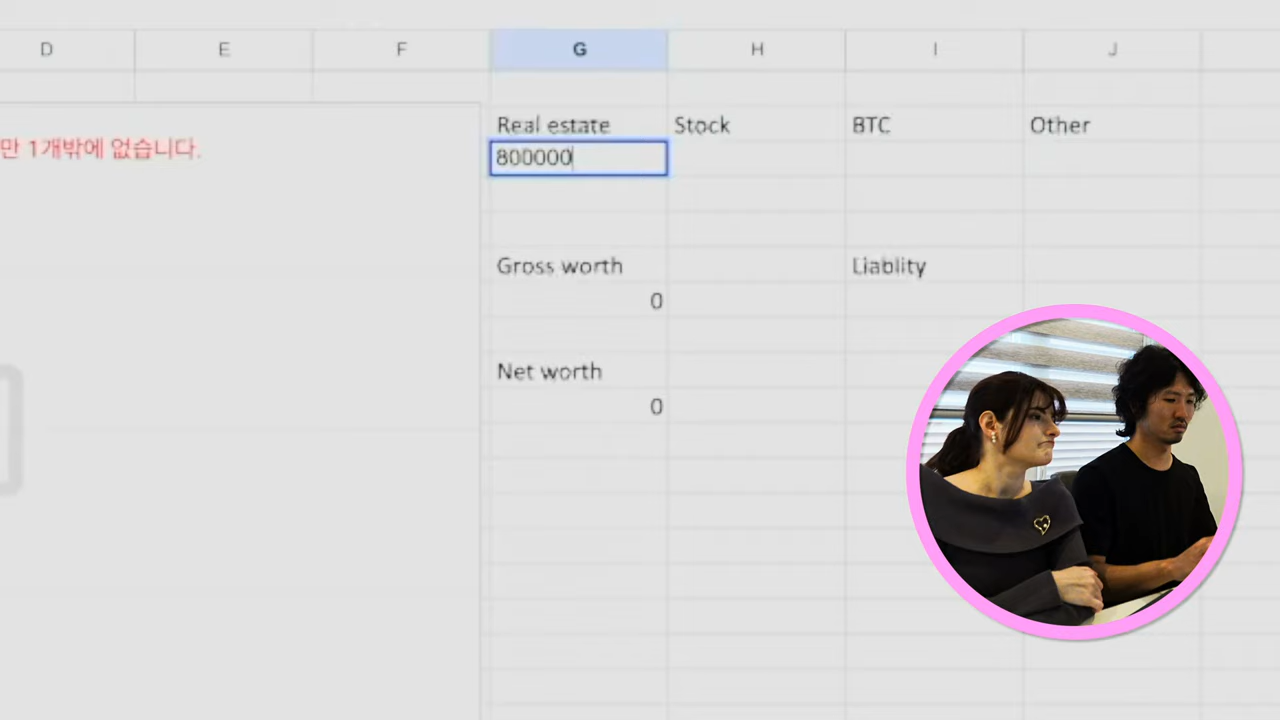 D E F G H I J
Real estate Stock BTC Other
만 1개밖에 없습니다.
800000
Gross worth Liablity
0
Net worth
0